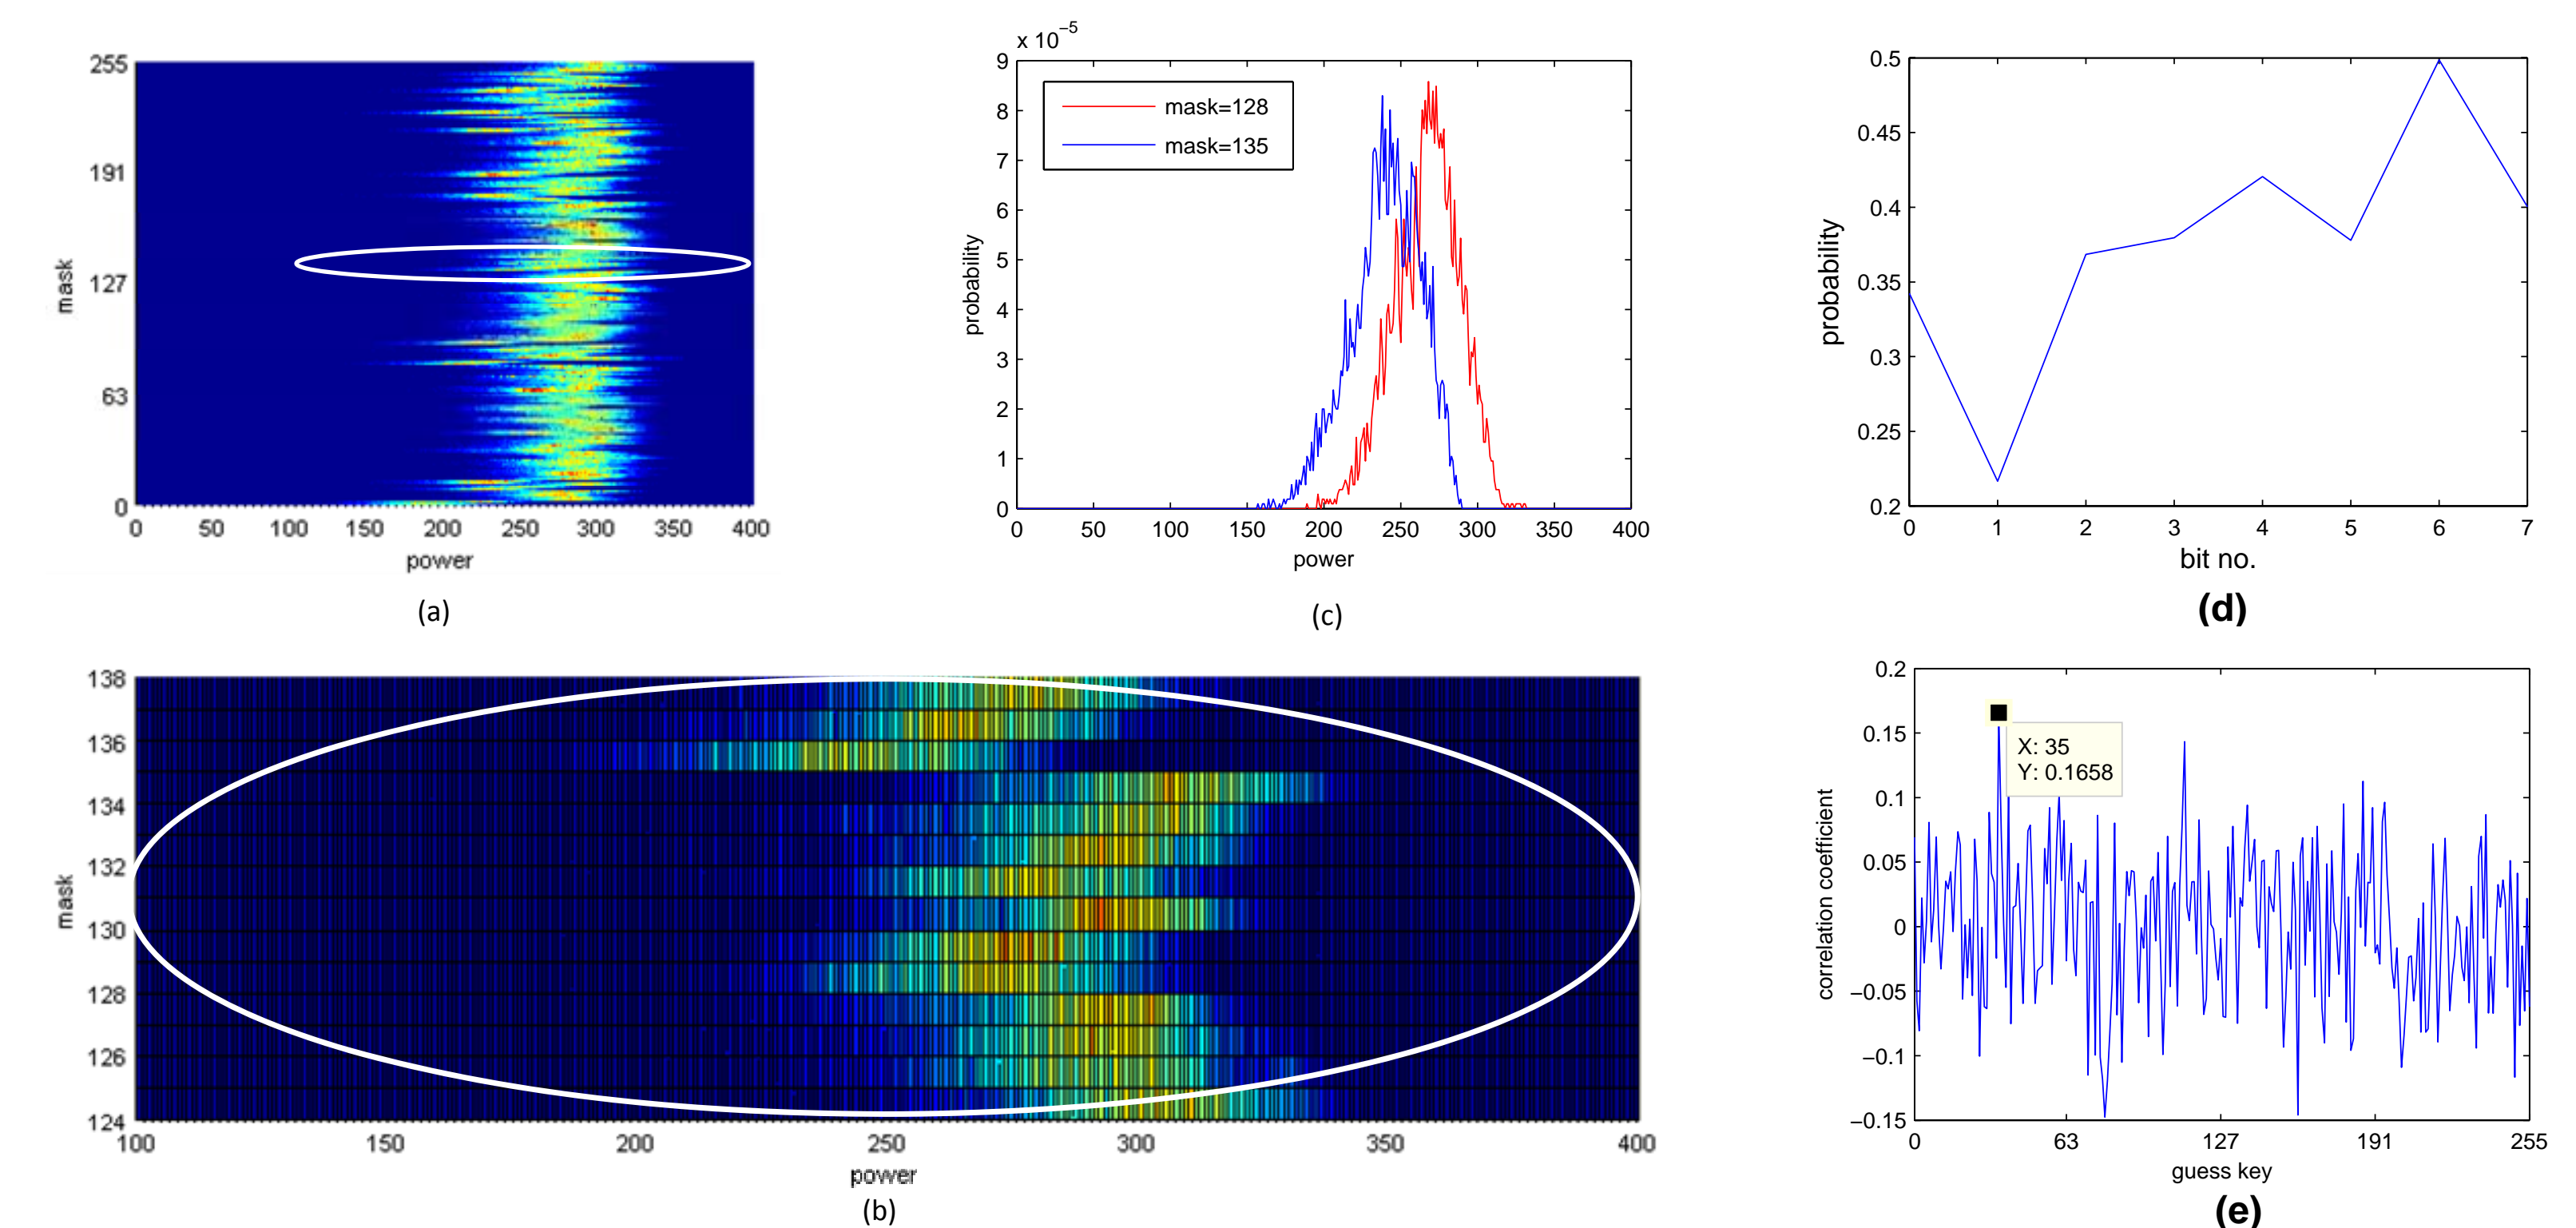 255
191
127
63
0
mask
0 50 100 150 200 250 300 350 400
power
(a)
x 10−5
9
8
7
6
5
4
3
2
1
0
probability
mask=128
mask=135
0 50 100 150 200 250 300 350 400
power
(c)
0.5
0.45
0.4
0.35
0.3
0.25
0.2
probability
0 1 2 3 4 5 6 7
bit no.
(d)
138
136
134
132
130
128
126
124
mask
100 150 200 250 300 350 400
power
(b)
0.2
0.15
0.1
0.05
0
−0.05
−0.1
−0.15
correlation coefficient
X: 35
Y: 0.1658
0 63 127 191 255
guess key
(e)